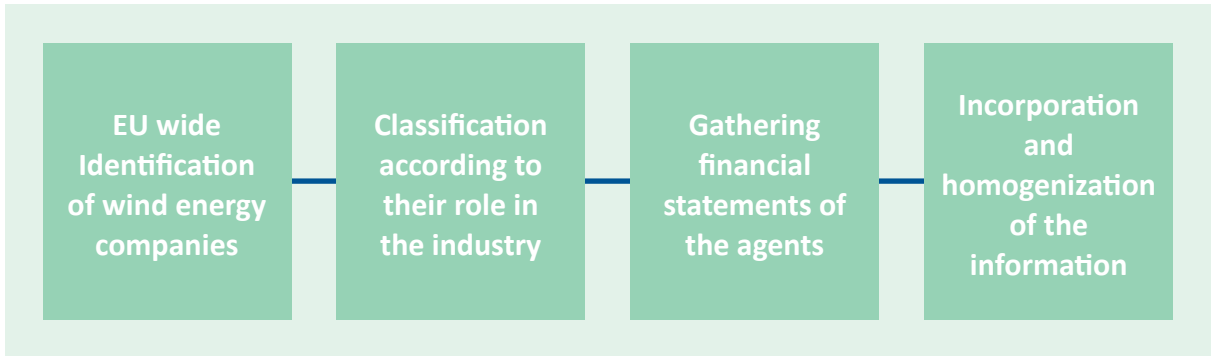 EU wide
Identification
of wind energy
companies
Classification
according to
their role in
the industry
Gathering
financial
statements of
the agents
Incorporation
and
homogenization
of the
information